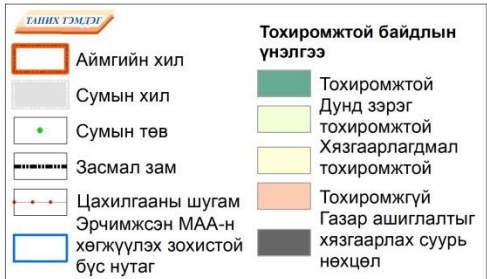 ТАНИХ ТЭМДЭГ
Аймгийн хил
Сумын хил
Сумын төв
Засмал зам
Цахилгааны шугам
Эрчимжсэн МАА-н
хөгжүүлэх зохистой
бүс нутаг
Тохиромжтой байдлын
үнэлгээ
Тохиромжтой
Дунд зэрэг
тохиромжтой
Хязгаарлагдмал
тохиромжтой
Тохиромжгүй
Газар ашиглалтыг
хязгаарлах суурь
нөхцөл